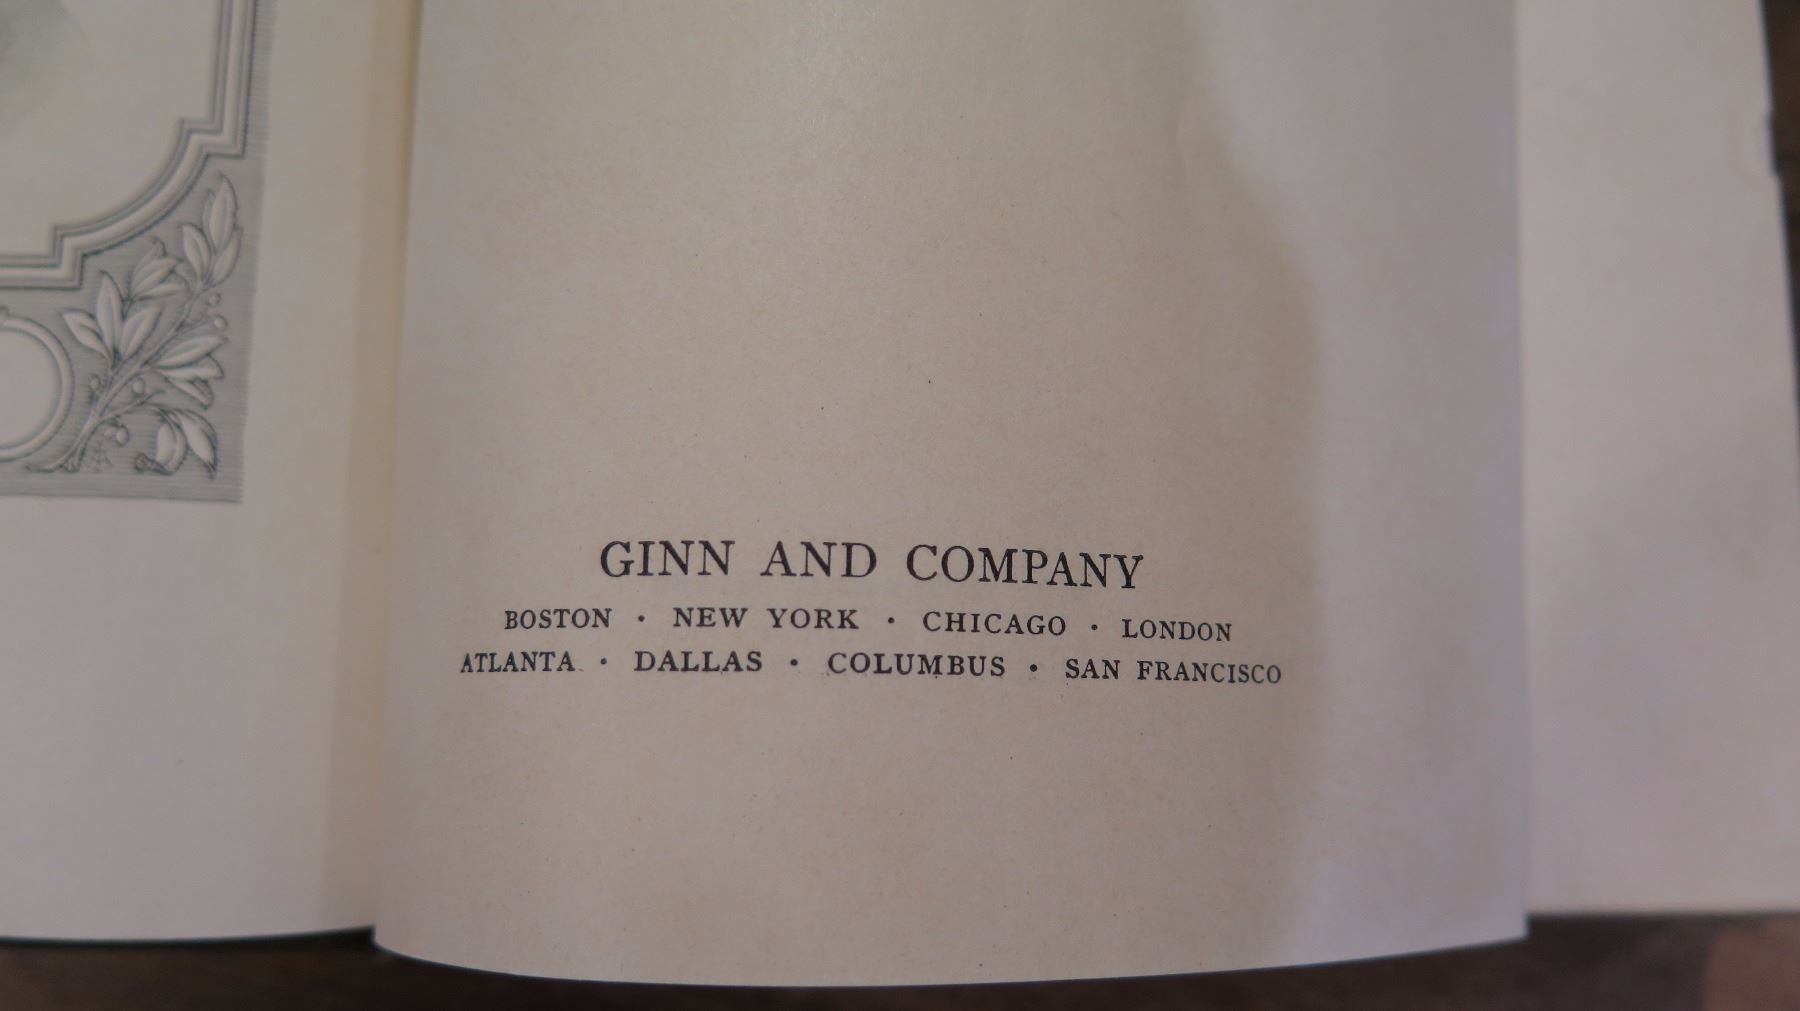 GINN AND COMPANY
BOSTON · NEW YORK · CHICAGO · LONDON
ATLANTA · DALLAS · COLUMBUS · SAN FRANCISCO